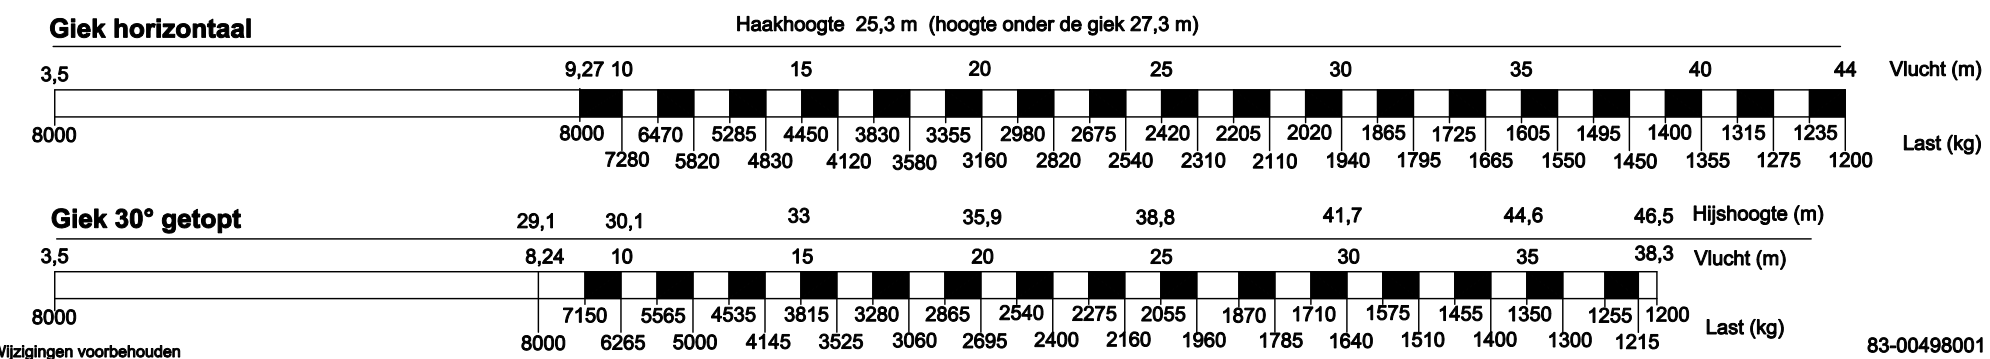 Giek horizontaal Haakhoogte 25,3 m (hoogte onder de giek 27,3 m)
3,5 9,27 10 15 20 25 30 35 40 44 Vlucht (m)
8000 8000 6470 5285 4450 3830 3355 2980 2675 2420 2205 2020 1865 1725 1605 1495 1400 1315 1235 Last (kg)
7280 5820 4830 4120 3580 3160 2820 2540 2310 2110 1940 1795 1665 1550 1450 1355 1275 1200
Giek 30° getopt 29,1 30,1 33 35,9 38,8 41,7 44,6 46,5 Hijshoogte (m)
3,5 8,24 10 15 20 25 30 35 38,3 Vlucht (m)
8000 7150 5565 4535 3815 3280 2865 2540 2275 2055 1870 1710 1575 1455 1350 1255 1200 Last (kg)
8000 6265 5000 4145 3525 3060 2695 2400 2160 1960 1785 1640 1510 1400 1300 1215
Wijzigingen voorbehouden 83-00498001